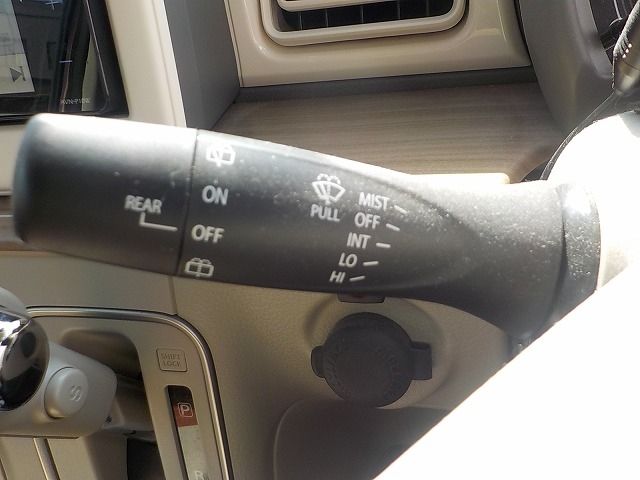 ON
REAR
OFF
PULL
MIST
OFF
INT
LO
HI
SHIFT
LOCK
P
R
S